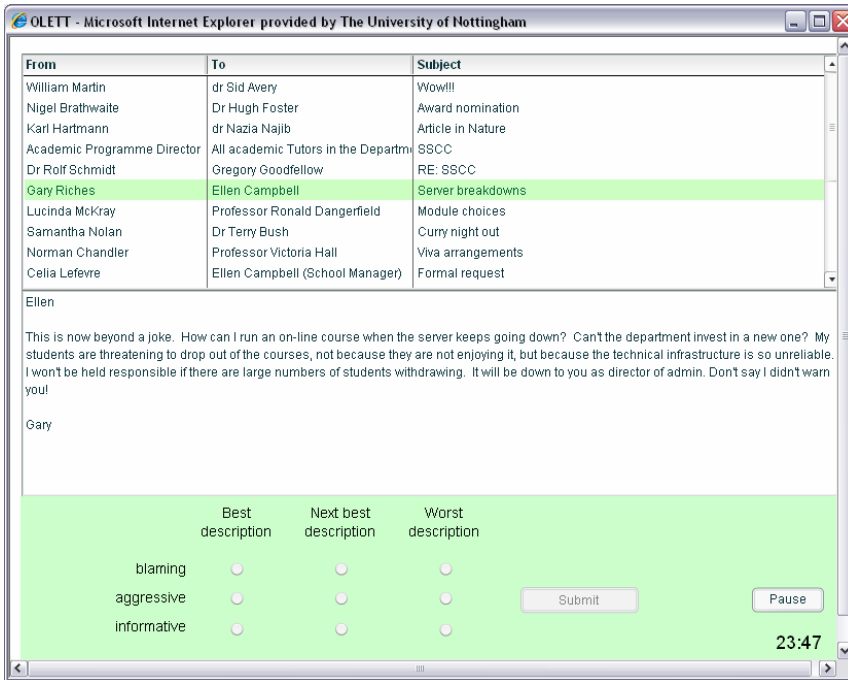 OLETT - Microsoft Internet Explorer provided by The University of Nottingham
From To Subject
William Martin dr Sid Avery Wow!!!
Nigel Brathwaite Dr Hugh Foster Award nomination
Karl Hartmann dr Nazia Najib Article in Nature
Academic Programme Director All academic Tutors in the Departm SSCC
Dr Rolf Schmidt Gregory Goodfellow RE: SSCC
Gary Riches Ellen Campbell Server breakdowns
Lucinda McKray Professor Ronald Dangerfield Module choices
Samantha Nolan Dr Terry Bush Curry night out
Norman Chandler Professor Victoria Hall Viva arrangements
Celia Lefevre Ellen Campbell (School Manager) Formal request
Ellen
This is now beyond a joke. How can I run an on-line course when the server keeps going down? Can't the department invest in a new one? My
students are threatening to drop out of the courses, not because they are not enjoying it, but because the technical infrastructure is so unreliable.
I won't be held responsible if there are large numbers of students withdrawing. It will be down to you as director of admin. Don't say I didn't warn
you!
Gary
Best Next best Worst
description description description
blaming
aggressive Submit Pause
informative
23:47